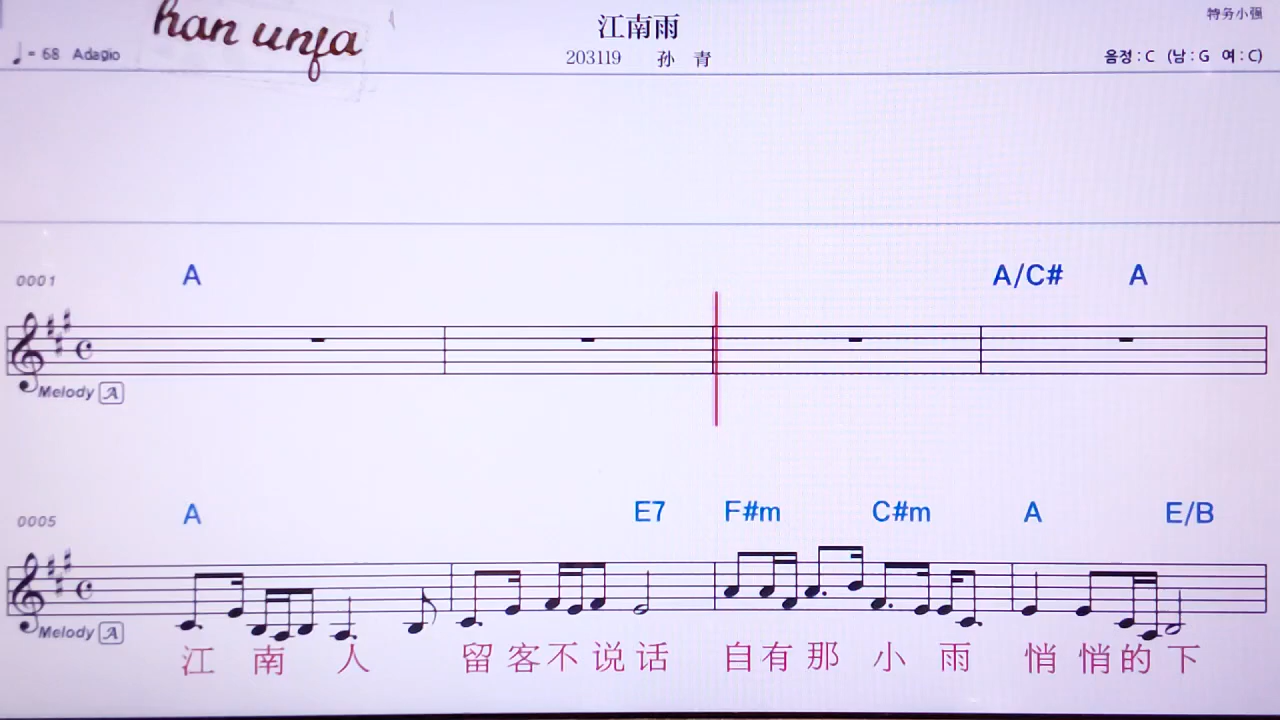 han unfa
江南雨
特务小强
♩= 68 Adagio
203119 孙 青
음정 : C (남 : G 여 : C)
0001 A A/C# A
Melody A
0005 A E7 F#m C#m A E/B
Melody A
江 南 人 留客不说话 自有那 小 雨 悄 悄的 下